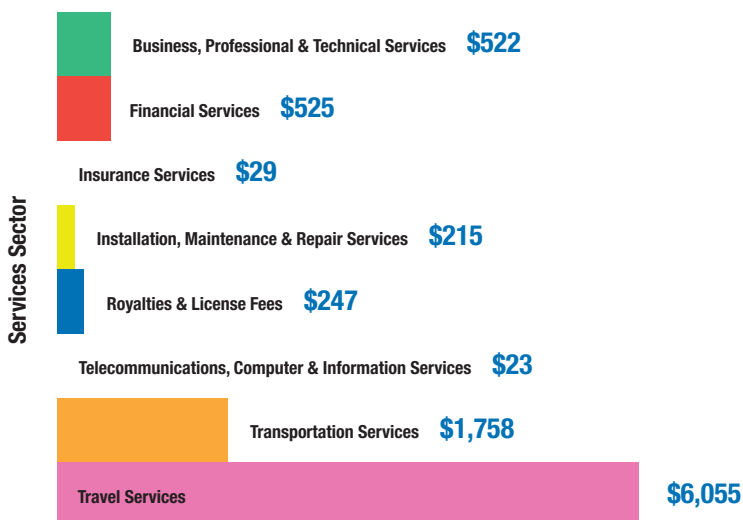 Services Sector
Business, Professional & Technical Services $522
Financial Services $525
Insurance Services $29
Installation, Maintenance & Repair Services $215
Royalties & License Fees $247
Telecommunications, Computer & Information Services $23
Transportation Services $1,758
Travel Services $6,055